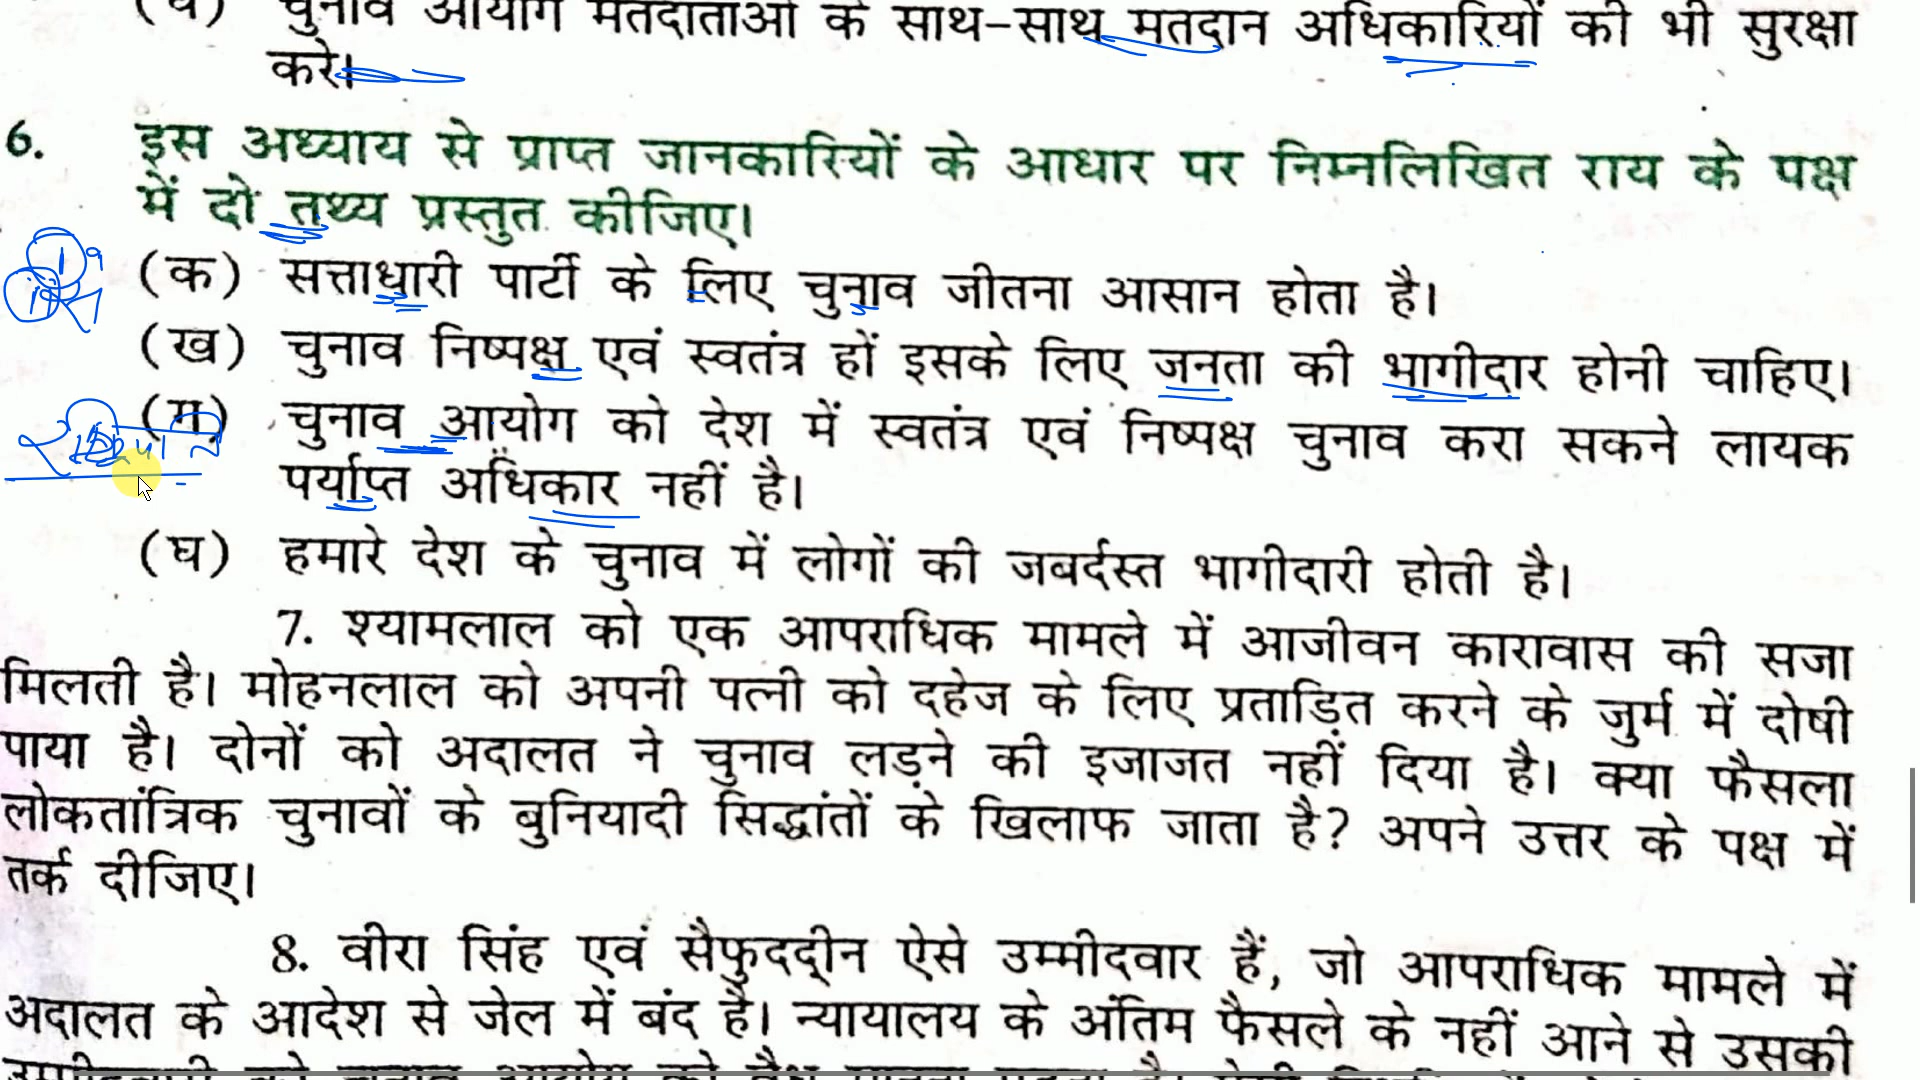 (घ) चुनाव आयोग मतदाताओं के साथ-साथ मतदान अधिकारियों की भी सुरक्षा
करे।
6. इस अध्याय से प्राप्त जानकारियों के आधार पर निम्नलिखित राय के पक्ष
में दो तथ्य प्रस्तुत कीजिए।
(क) सत्ताधारी पार्टी के लिए चुनाव जीतना आसान होता है।
(ख) चुनाव निष्पक्ष एवं स्वतंत्र हों इसके लिए जनता की भागीदार होनी चाहिए।
(ग) चुनाव आयोग को देश में स्वतंत्र एवं निष्पक्ष चुनाव करा सकने लायक
पर्याप्त अधिकार नहीं है।
(घ) हमारे देश के चुनाव में लोगों की जबर्दस्त भागीदारी होती है।
7. श्यामलाल को एक आपराधिक मामले में आजीवन कारावास की सजा
मिलती है। मोहनलाल को अपनी पत्नी को दहेज के लिए प्रताड़ित करने के जुर्म में दोषी
पाया है। दोनों को अदालत ने चुनाव लड़ने की इजाजत नहीं दिया है। क्या फैसला
लोकतांत्रिक चुनावों के बुनियादी सिद्धांतों के खिलाफ जाता है? अपने उत्तर के पक्ष में
तर्क दीजिए।
8. वीरा सिंह एवं सैफुद्दीन ऐसे उम्मीदवार हैं, जो आपराधिक मामले में
अदालत के आदेश से जेल में बंद है। न्यायालय के अंतिम फैसले के नहीं आने से उसकी